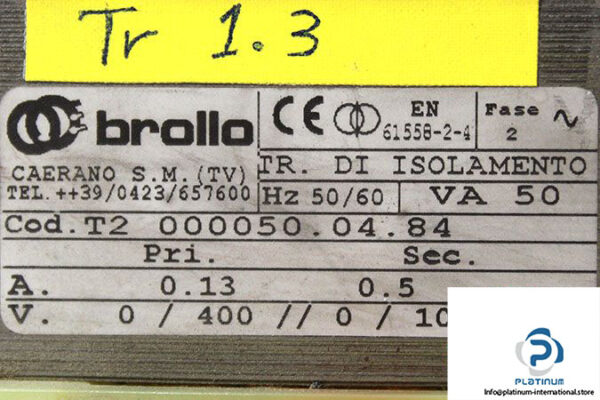 Tr 1.3
brollo
CE EN 61558-2-4
Fase 2 ~
CAERANO S.M. (TV)
TEL. ++39/0423/657600
TR. DI ISOLAMENTO
Hz 50/60 VA 50
Cod. T2 000050.04.84
Pri. Sec.
A. 0.13 0.5
V. 0 / 400 // 0 / 10
PLATINUM
Info@platinum-international.store